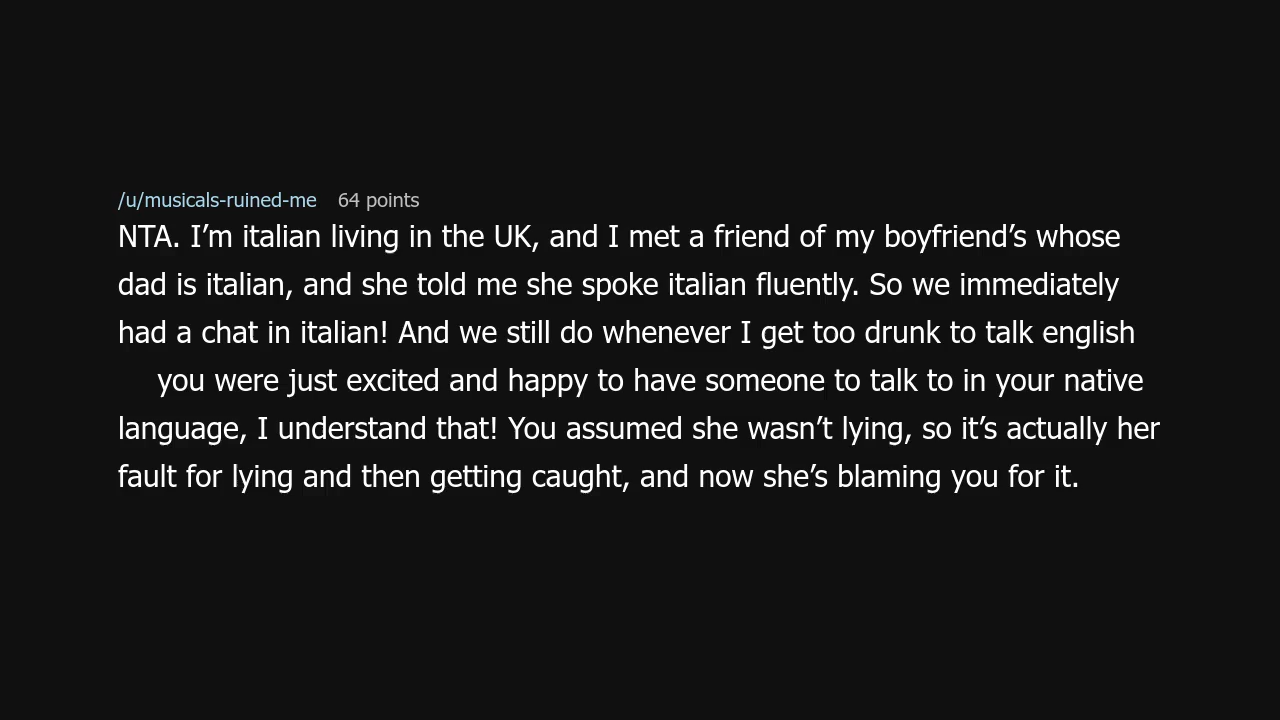 /u/musicals-ruined-me 64 points
NTA. I’m italian living in the UK, and I met a friend of my boyfriend’s whose
dad is italian, and she told me she spoke italian fluently. So we immediately
had a chat in italian! And we still do whenever I get too drunk to talk english
you were just excited and happy to have someone to talk to in your native
language, I understand that! You assumed she wasn’t lying, so it’s actually her
fault for lying and then getting caught, and now she’s blaming you for it.